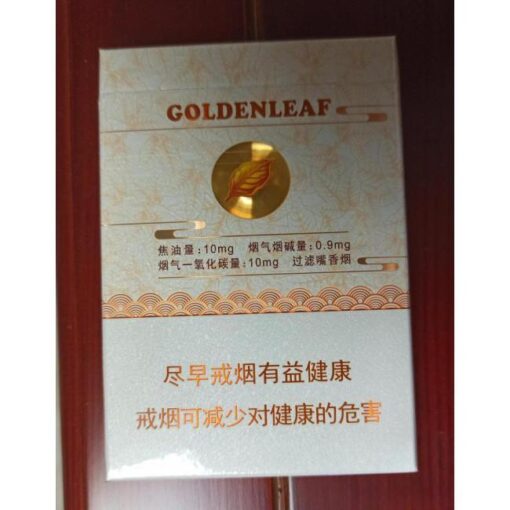 GOLDENLEAF
焦油量:10mg 烟气烟碱量:0.9mg
烟气一氧化碳量:10mg 过滤嘴香烟
尽早戒烟有益健康
戒烟可减少对健康的危害